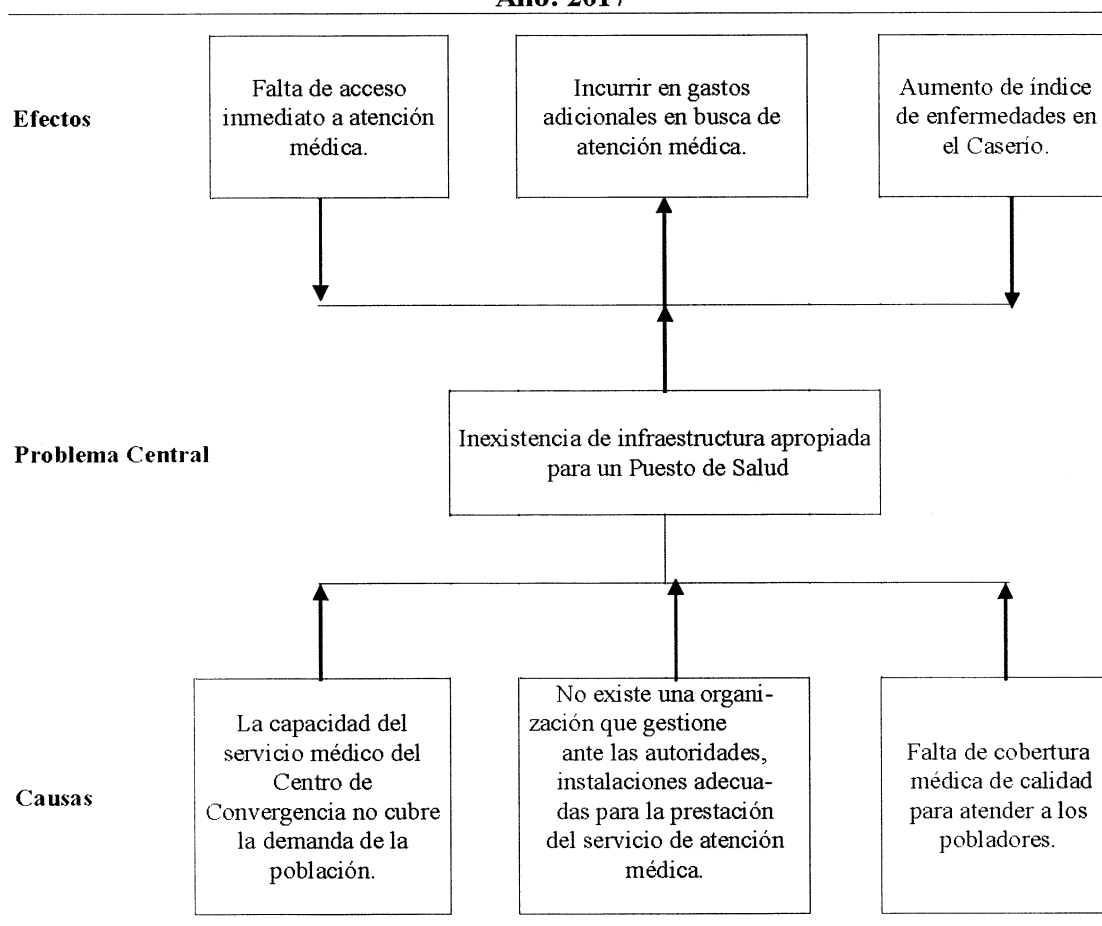 Año: 2017
Efectos
Falta de acceso
inmediato a atención
médica.
Incurrir en gastos
adicionales en busca de
atención médica.
Aumento de índice
de enfermedades en
el Caserío.
Problema Central
Inexistencia de infraestructura apropiada
para un Puesto de Salud
Causas
La capacidad del
servicio médico del
Centro de
Convergencia no cubre
la demanda de la
población.
No existe una organi-
zación que gestione
ante las autoridades,
instalaciones adecua-
das para la prestación
del servicio de atención
médica.
Falta de cobertura
médica de calidad
para atender a los
pobladores.